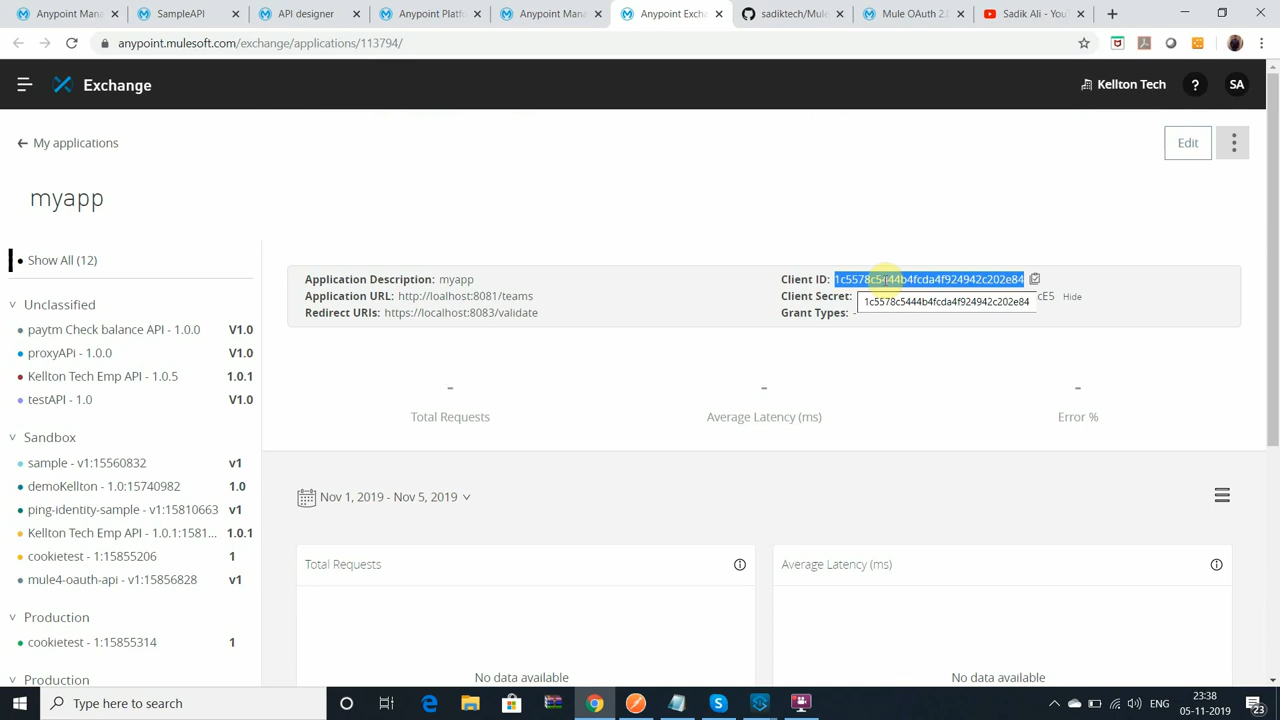 Anypoint Mana
SampleAPI
API designer
Anypoint Platfo
Anypoint Mana
Anypoint Excha
sadiktech/Mule
Mule OAuth 2.0
Sadik Ali - You
anypoint.mulesoft.com/exchange/applications/113794/
Exchange
Kellton Tech
?
SA
My applications
Edit
myapp
Show All (12)
Unclassified
paytm Check balance API - 1.0.0 V1.0
proxyAPi - 1.0.0 V1.0
Kellton Tech Emp API - 1.0.5 1.0.1
testAPI - 1.0 V1.0
Sandbox
sample - v1:15560832 v1
demoKellton - 1.0:15740982 1.0
ping-identity-sample - v1:15810663 v1
Kellton Tech Emp API - 1.0.1:1581... 1.0.1
cookietest - 1:15855206 1
mule4-oauth-api - v1:15856828 v1
Production
cookietest - 1:15855314 1
Production
Application Description: myapp
Application URL: http://loalhost:8081/teams
Redirect URIs: https://localhost:8083/validate
Client ID: 1c5578c5444b4fcda4f924942c202e84
Client Secret: cE5 Hide
1c5578c5444b4fcda4f924942c202e84
Grant Types: -
- - -
Total Requests Average Latency (ms) Error %
Nov 1, 2019 - Nov 5, 2019
Total Requests
Average Latency (ms)
No data available
No data available
Type here to search
ENG
23:38
05-11-2019
23